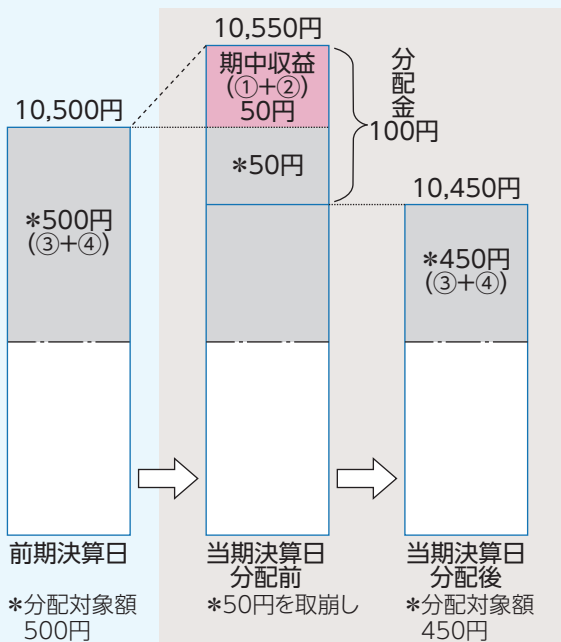 10,550円
期中収益
(①+②)
50円
分配金
100円
10,500円
*50円
10,450円
*500円
(③+④)
*450円
(③+④)
前期決算日
当期決算日
分配前
当期決算日
分配後
*分配対象額
500円
*50円を取崩し
*分配対象額
450円